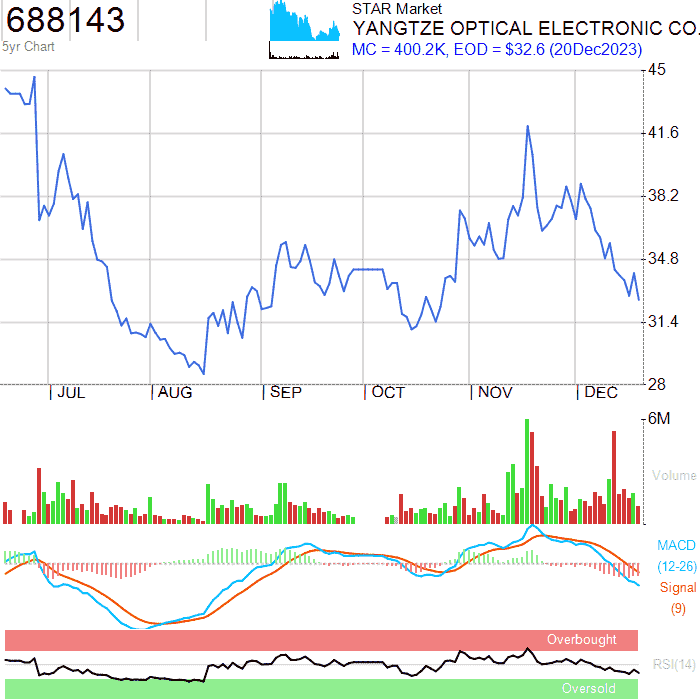 688143
5yr Chart
STAR Market
YANGTZE OPTICAL ELECTRONIC CO.
MC = 400.2K, EOD = $32.6 (20Dec2023)
45
41.6
38.2
34.8
31.4
28
JUL AUG SEP OCT NOV DEC
6M
Volume
MACD
(12-26)
Signal
(9)
Overbought
RSI(14)
Oversold